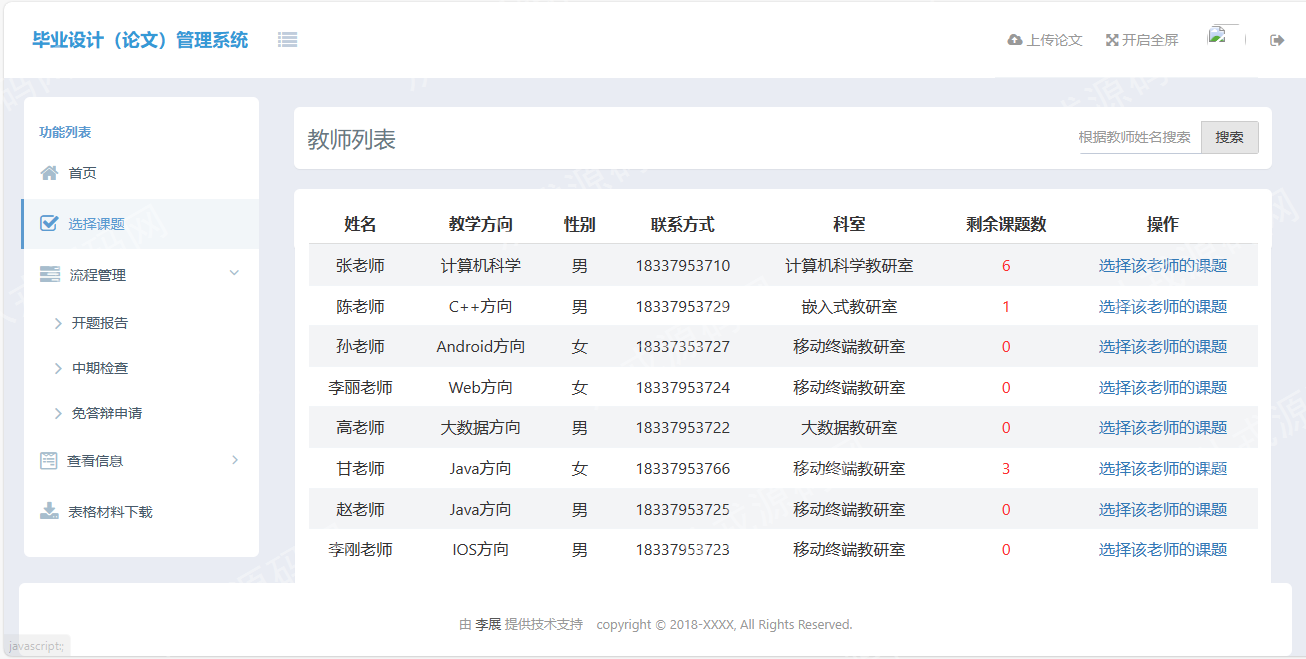 毕业设计（论文）管理系统 上传论文 开启全屏
功能列表
首页
选择课题
流程管理
开题报告
中期检查
免答辩申请
查看信息
表格材料下载
教师列表 根据教师姓名搜索 搜索
姓名 教学方向 性别 联系方式 科室 剩余课题数 操作
张老师 计算机科学 男 18337953710 计算机科学教研室 6 选择该老师的课题
陈老师 C++方向 男 18337953729 嵌入式教研室 1 选择该老师的课题
孙老师 Android方向 女 18337353727 移动终端教研室 0 选择该老师的课题
李丽老师 Web方向 女 18337953724 移动终端教研室 0 选择该老师的课题
高老师 大数据方向 男 18337953722 大数据教研室 0 选择该老师的课题
甘老师 Java方向 女 18337953766 移动终端教研室 3 选择该老师的课题
赵老师 Java方向 男 18337953725 移动终端教研室 0 选择该老师的课题
李刚老师 IOS方向 男 18337953723 移动终端教研室 0 选择该老师的课题
由 李展 提供技术支持 copyright © 2018-XXXX, All Rights Reserved.
javascript:;